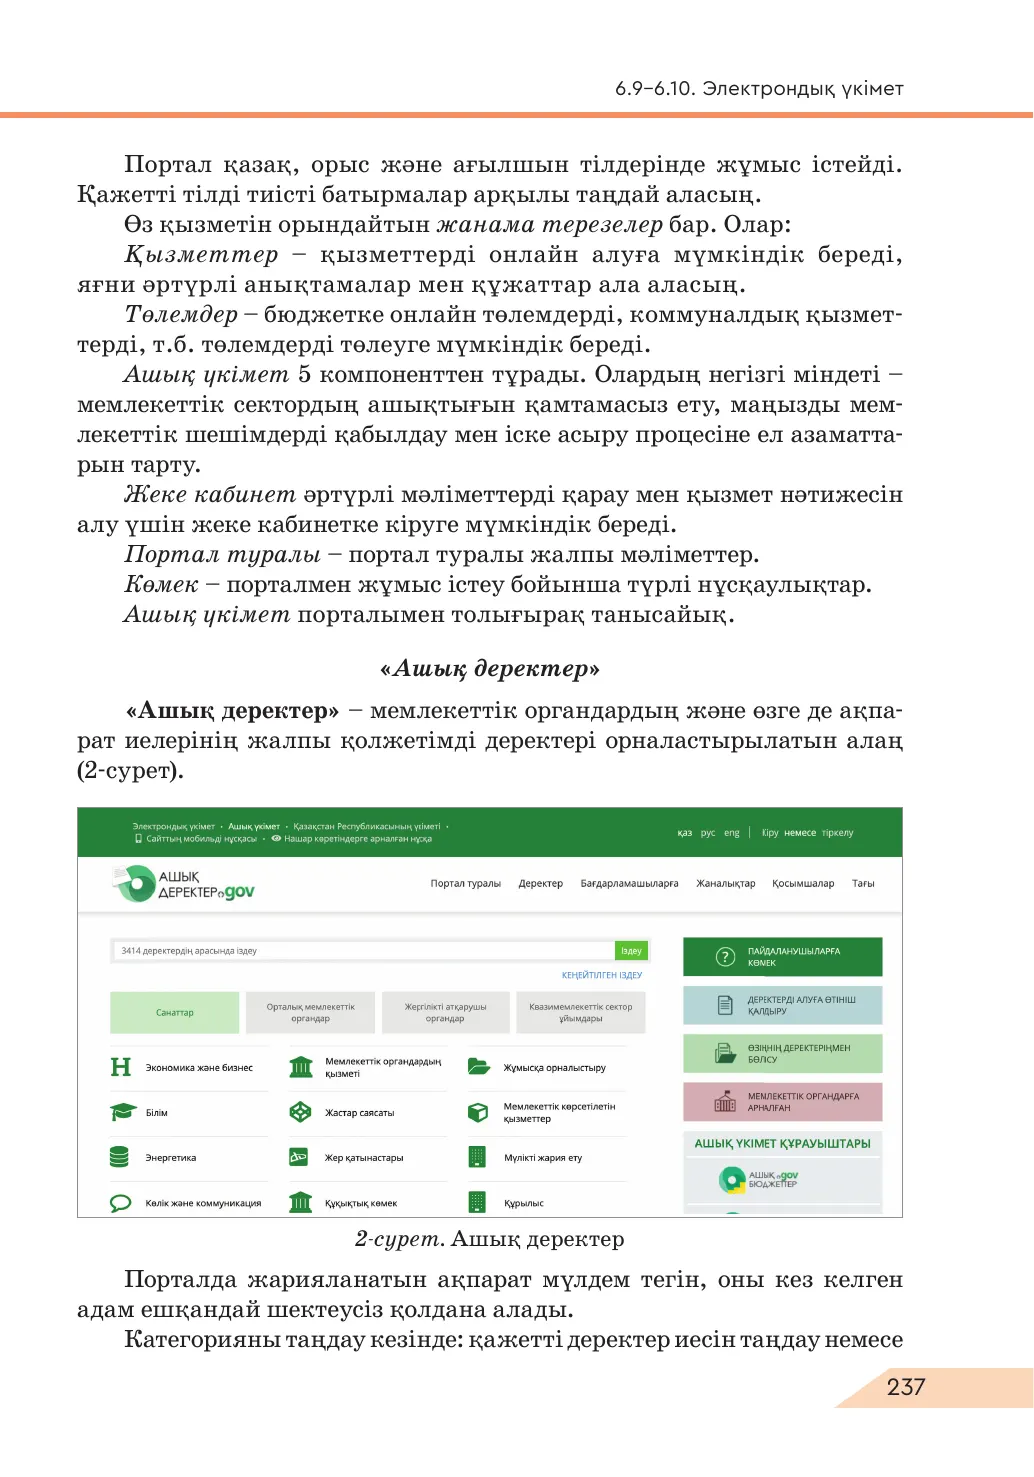 6.9–6.10. Электрондық үкімет
Портал қазақ, орыс және ағылшын тілдерінде жұмыс істейді.
Қажетті тілді тиісті батырмалар арқылы таңдай аласың.
Өз қызметін орындайтын жанама терезелер бар. Олар:
Қызметтер – қызметтерді онлайн алуға мүмкіндік береді,
яғни әртүрлі анықтамалар мен құжаттар ала аласың.
Төлемдер – бюджетке онлайн төлемдерді, коммуналдық қызмет-
терді, т.б. төлемдерді төлеуге мүмкіндік береді.
Ашық үкімет 5 компоненттен тұрады. Олардың негізгі міндеті –
мемлекеттік сектордың ашықтығын қамтамасыз ету, маңызды мем-
лекеттік шешімдерді қабылдау мен іске асыру процесіне ел азаматта-
рын тарту.
Жеке кабинет әртүрлі мәліметтерді қарау мен қызмет нәтижесін
алу үшін жеке кабинетке кіруге мүмкіндік береді.
Портал туралы – портал туралы жалпы мәліметтер.
Көмек – порталмен жұмыс істеу бойынша түрлі нұсқаулықтар.
Ашық үкімет порталымен толығырақ танысайық.
«Ашық деректер»
«Ашық деректер» – мемлекеттік органдардың және өзге де ақпа-
рат иелерінің жалпы қолжетімді деректері орналастырылатын алаң
(2-сурет).
Электрондық үкімет · Ашық үкімет · Қазақстан Республикасының үкіметі ·
Сайттың мобильді нұсқасы · Нашар көретіндерге арналған нұсқа
қаз рус eng | Кіру немесе тіркелу
АШЫҚ
ДЕРЕКТЕР gov
Портал туралы Деректер Бағдарламашыларға Жаналықтар Қосымшалар Тағы
3414 деректердің арасында іздеу
Іздеу
КЕҢЕЙТІЛГЕН ІЗДЕУ
Санаттар
Орталық мемлекеттік
органдар
Жергілікті атқарушы
органдар
Квазимемлекеттік сектор
ұйымдары
Экономика және бизнес
Мемлекеттік органдардың
қызметі
Жұмысқа орналыстыру
Білім
Жастар саясаты
Мемлекеттік көрсетілетін
қызметтер
Энергетика
Жер қатынастары
Мүлікті жария ету
Көлік және коммуникация
Құқықтық көмек
Құрылыс
ПАЙДАЛАНУШЫЛАРҒА
КӨМЕК
ДЕРЕКТЕРДІ АЛУҒА ӨТІНІШ
ҚАЛДЫРУ
ӨЗІҢНІҢ ДЕРЕКТЕРІҢМЕН
БӨЛІСУ
МЕМЛЕКЕТТІК ОРГАНДАРҒА
АРНАЛҒАН
АШЫҚ ҮКІМЕТ ҚҰРАУЫШТАРЫ
АШЫҚ gov
БЮДЖЕТТЕР
2-сурет. Ашық деректер
Порталда жарияланатын ақпарат мүлдем тегін, оны кез келген
адам ешқандай шектеусіз қолдана алады.
Категорияны таңдау кезінде: қажетті деректер иесін таңдау немесе
237